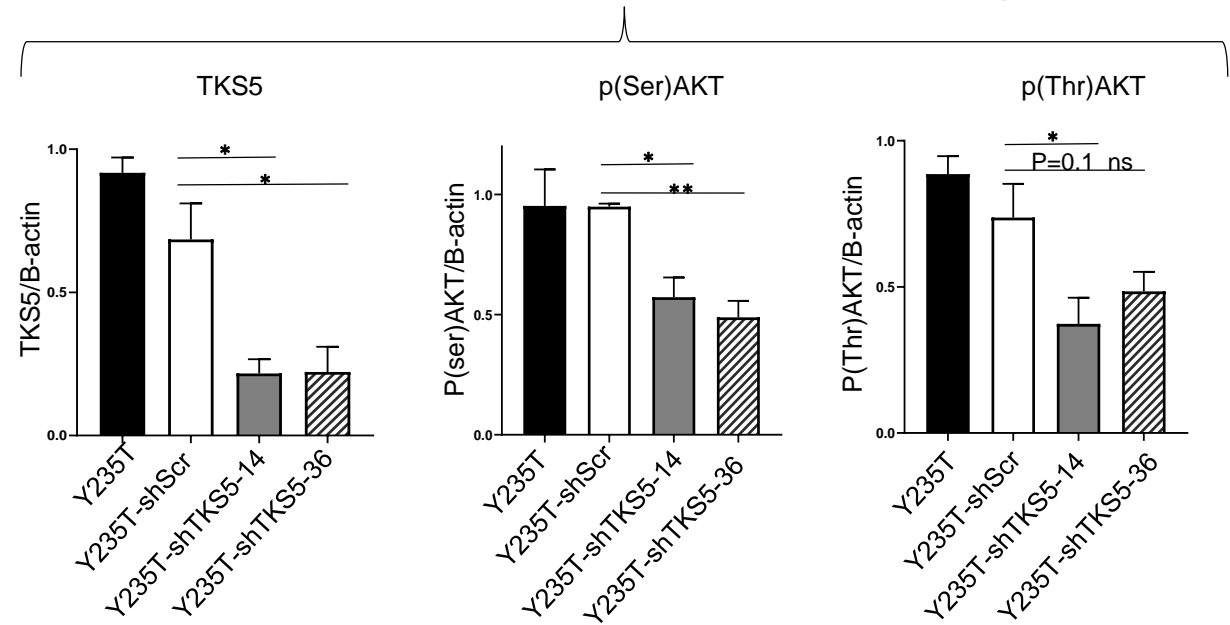 TKS5
TKS5/B-actin
1.0
0.5
0.0
*
*
Y235T
Y235T-shScr
Y235T-shTKS5-14
Y235T-shTKS5-36
p(Ser)AKT
P(ser)AKT/B-actin
1.0
0.5
0.0
*
**
Y235T
Y235T-shScr
Y235T-shTKS5-14
Y235T-shTKS5-36
p(Thr)AKT
P(Thr)AKT/B-actin
1.0
0.5
0.0
*
P=0.1 ns
Y235T
Y235T-shScr
Y235T-shTKS5-14
Y235T-shTKS5-36